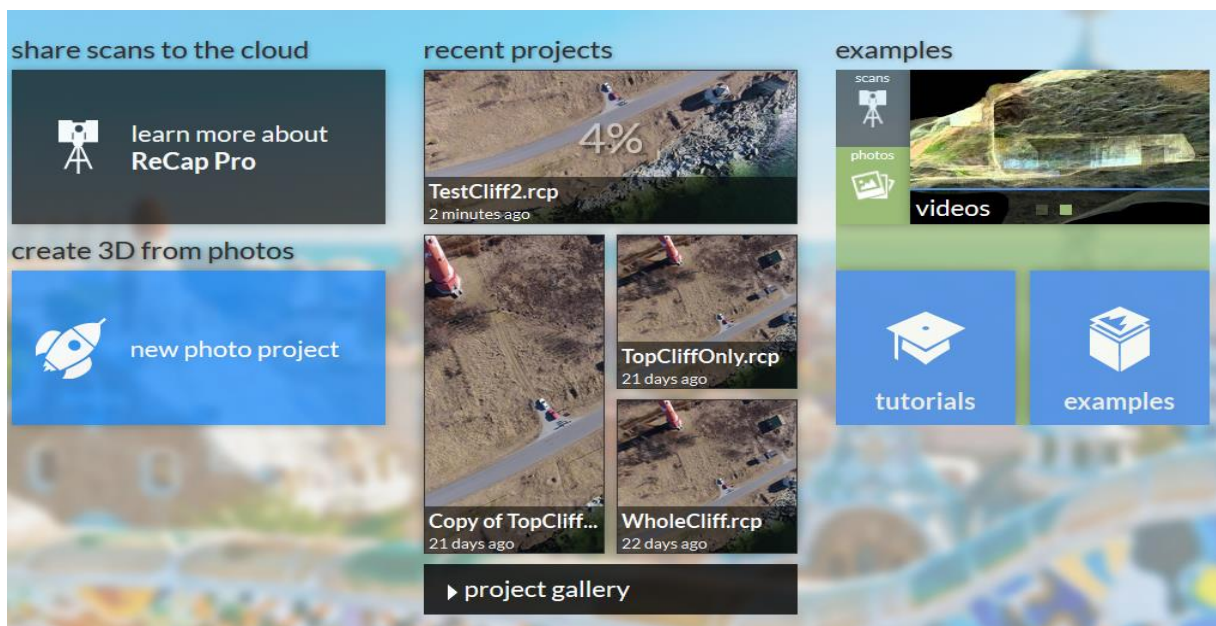 share scans to the cloud
learn more about
ReCap Pro
create 3D from photos
new photo project
recent projects
4%
TestCliff2.rcp
2 minutes ago
Copy of TopCliff...
21 days ago
TopCliffOnly.rcp
21 days ago
WholeCliff.rcp
22 days ago
project gallery
examples
scans
photos
videos
tutorials
examples